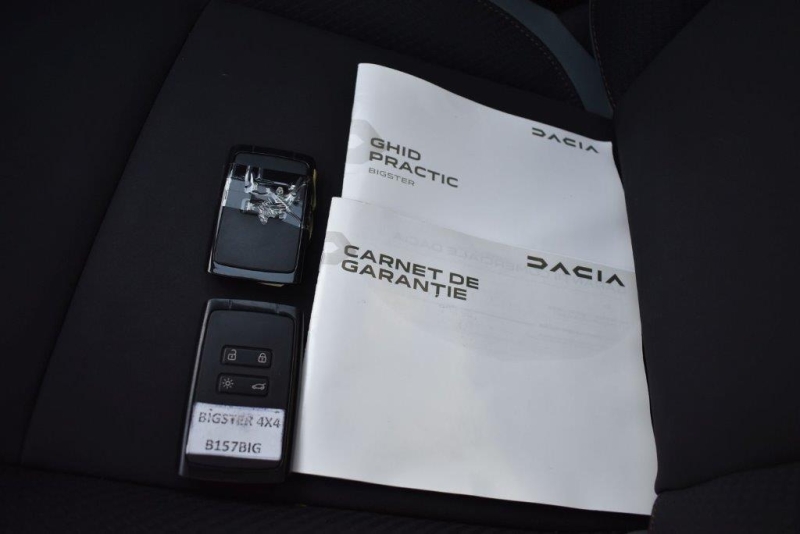 DACIA
GHID
PRACTIC
BIGSTER
DACIA
CARNET DE
GARANȚIE
BIGSTER 4X4
B157BIG